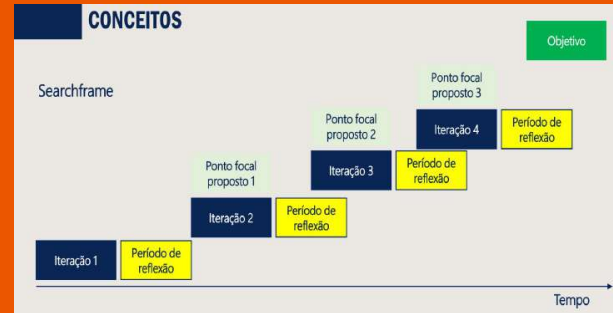 CONCEITOS
Objetivo
Searchframe
Ponto focal
proposto 3
Iteração 4
Período de
reflexão
Ponto focal
proposto 2
Iteração 3
Período de
reflexão
Ponto focal
proposto 1
Iteração 2
Período de
reflexão
Iteração 1
Período de
reflexão
Tempo